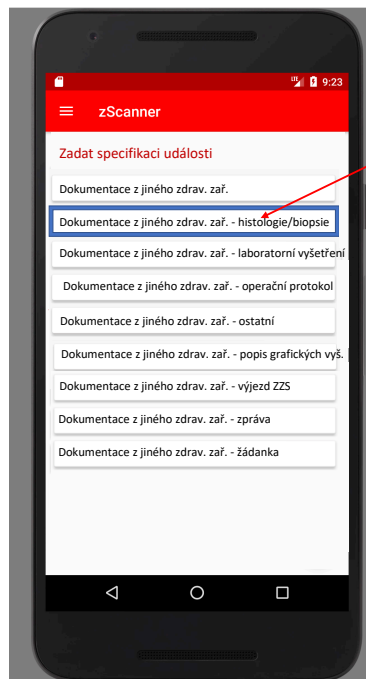 LTE 9:23
zScanner
Zadat specifikaci události
Dokumentace z jiného zdrav. zař.
Dokumentace z jiného zdrav. zař. - histologie/biopsie
Dokumentace z jiného zdrav. zař. - laboratorní vyšetření
Dokumentace z jiného zdrav. zař. - operační protokol
Dokumentace z jiného zdrav. zař. - ostatní
Dokumentace z jiného zdrav. zař. - popis grafických vyš.
Dokumentace z jiného zdrav. zař. - výjezd ZZS
Dokumentace z jiného zdrav. zař. - zpráva
Dokumentace z jiného zdrav. zař. - žádanka